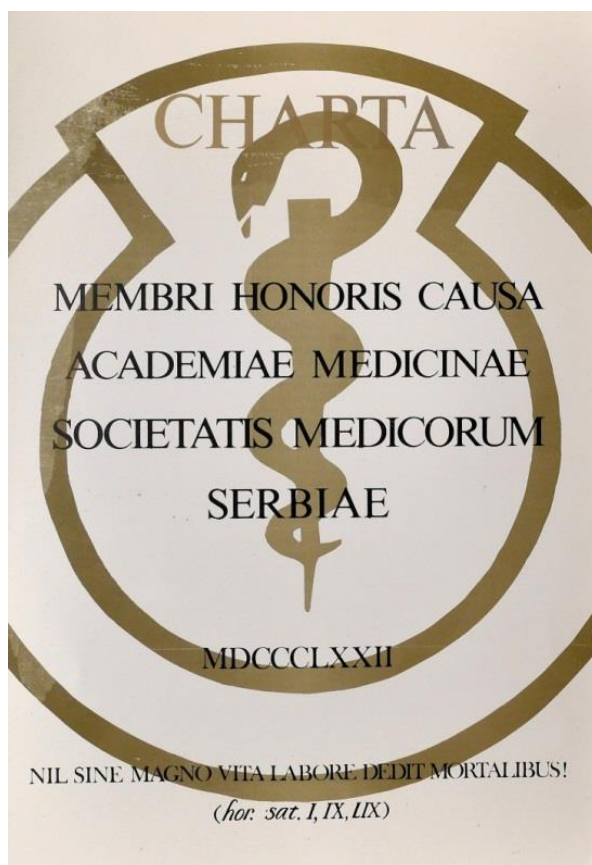 CHARTA
MEMBRI HONORIS CAUSA
ACADEMIAE MEDICINAE
SOCIETATIS MEDICORUM
SERBIAE
MDCCCLXXII
NIL SINE MAGNO VITA LABORE DEDIT MORTALIBUS!
(hor. sat. I, IX, LIX)